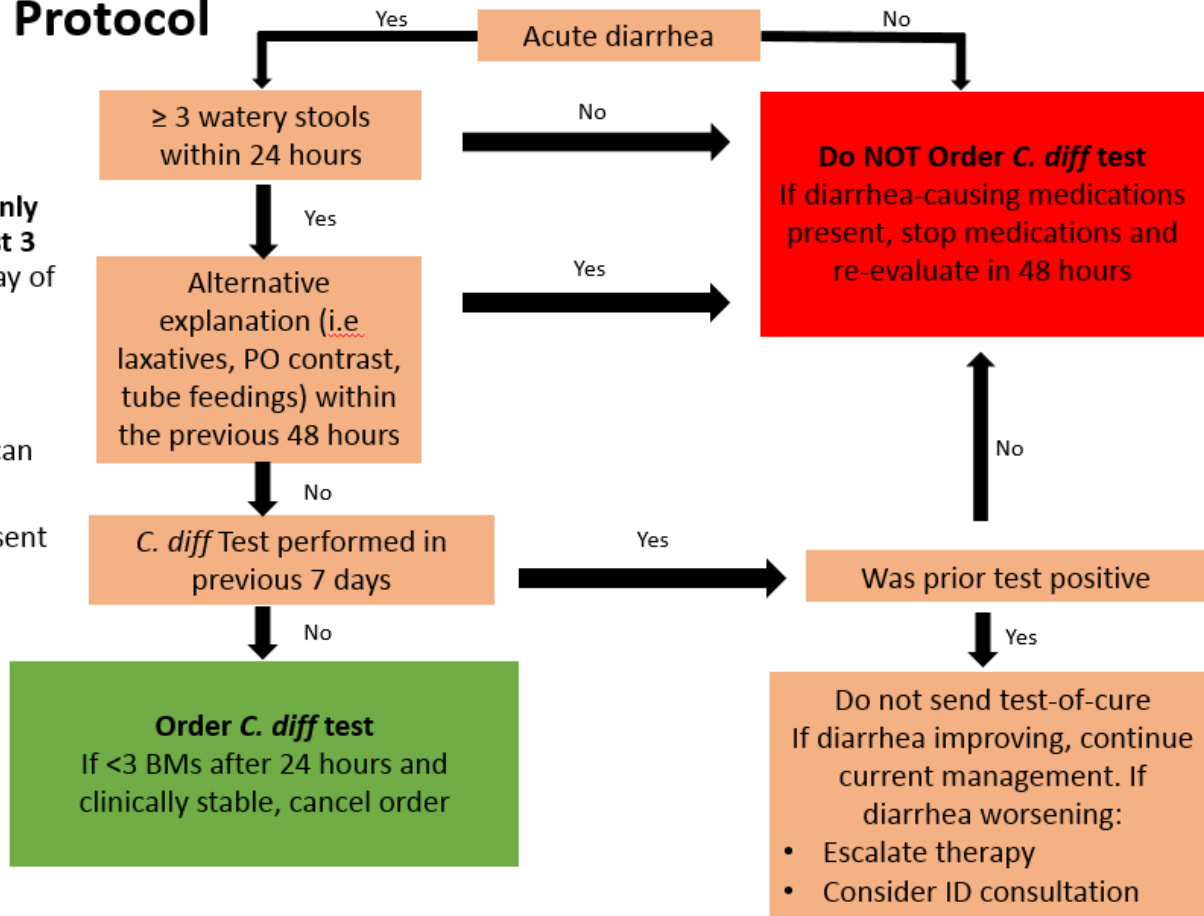 Protocol
Yes
Acute diarrhea
No
≥ 3 watery stools
within 24 hours
No
Do NOT Order C. diff test
If diarrhea-causing medications
present, stop medications and
re-evaluate in 48 hours
Yes
Alternative
explanation (i.e
laxatives, PO contrast,
tube feedings) within
the previous 48 hours
Yes
No
No
C. diff Test performed in
previous 7 days
Yes
Was prior test positive
No
Yes
Order C. diff test
If <3 BMs after 24 hours and
clinically stable, cancel order
Do not send test-of-cure
If diarrhea improving, continue
current management. If
diarrhea worsening:
• Escalate therapy
• Consider ID consultation
3
of